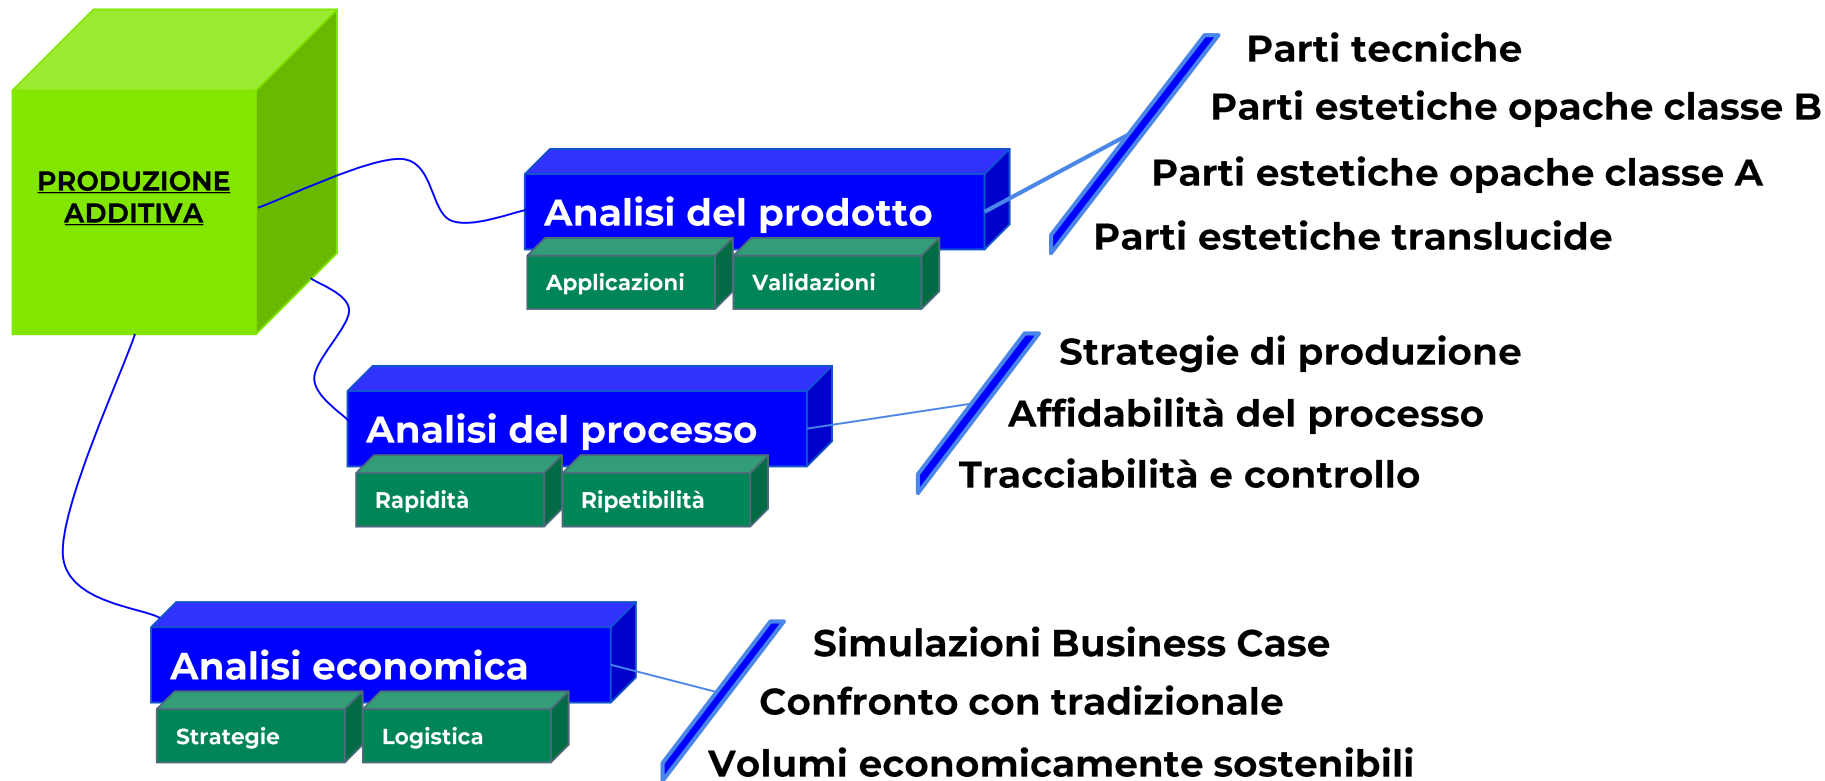 PRODUZIONE
ADDITIVA
Analisi del prodotto
Applicazioni
Validazioni
Parti tecniche
Parti estetiche opache classe B
Parti estetiche opache classe A
Parti estetiche translucide
Analisi del processo
Rapidità
Ripetibilità
Strategie di produzione
Affidabilità del processo
Tracciabilità e controllo
Analisi economica
Strategie
Logistica
Simulazioni Business Case
Confronto con tradizionale
Volumi economicamente sostenibili